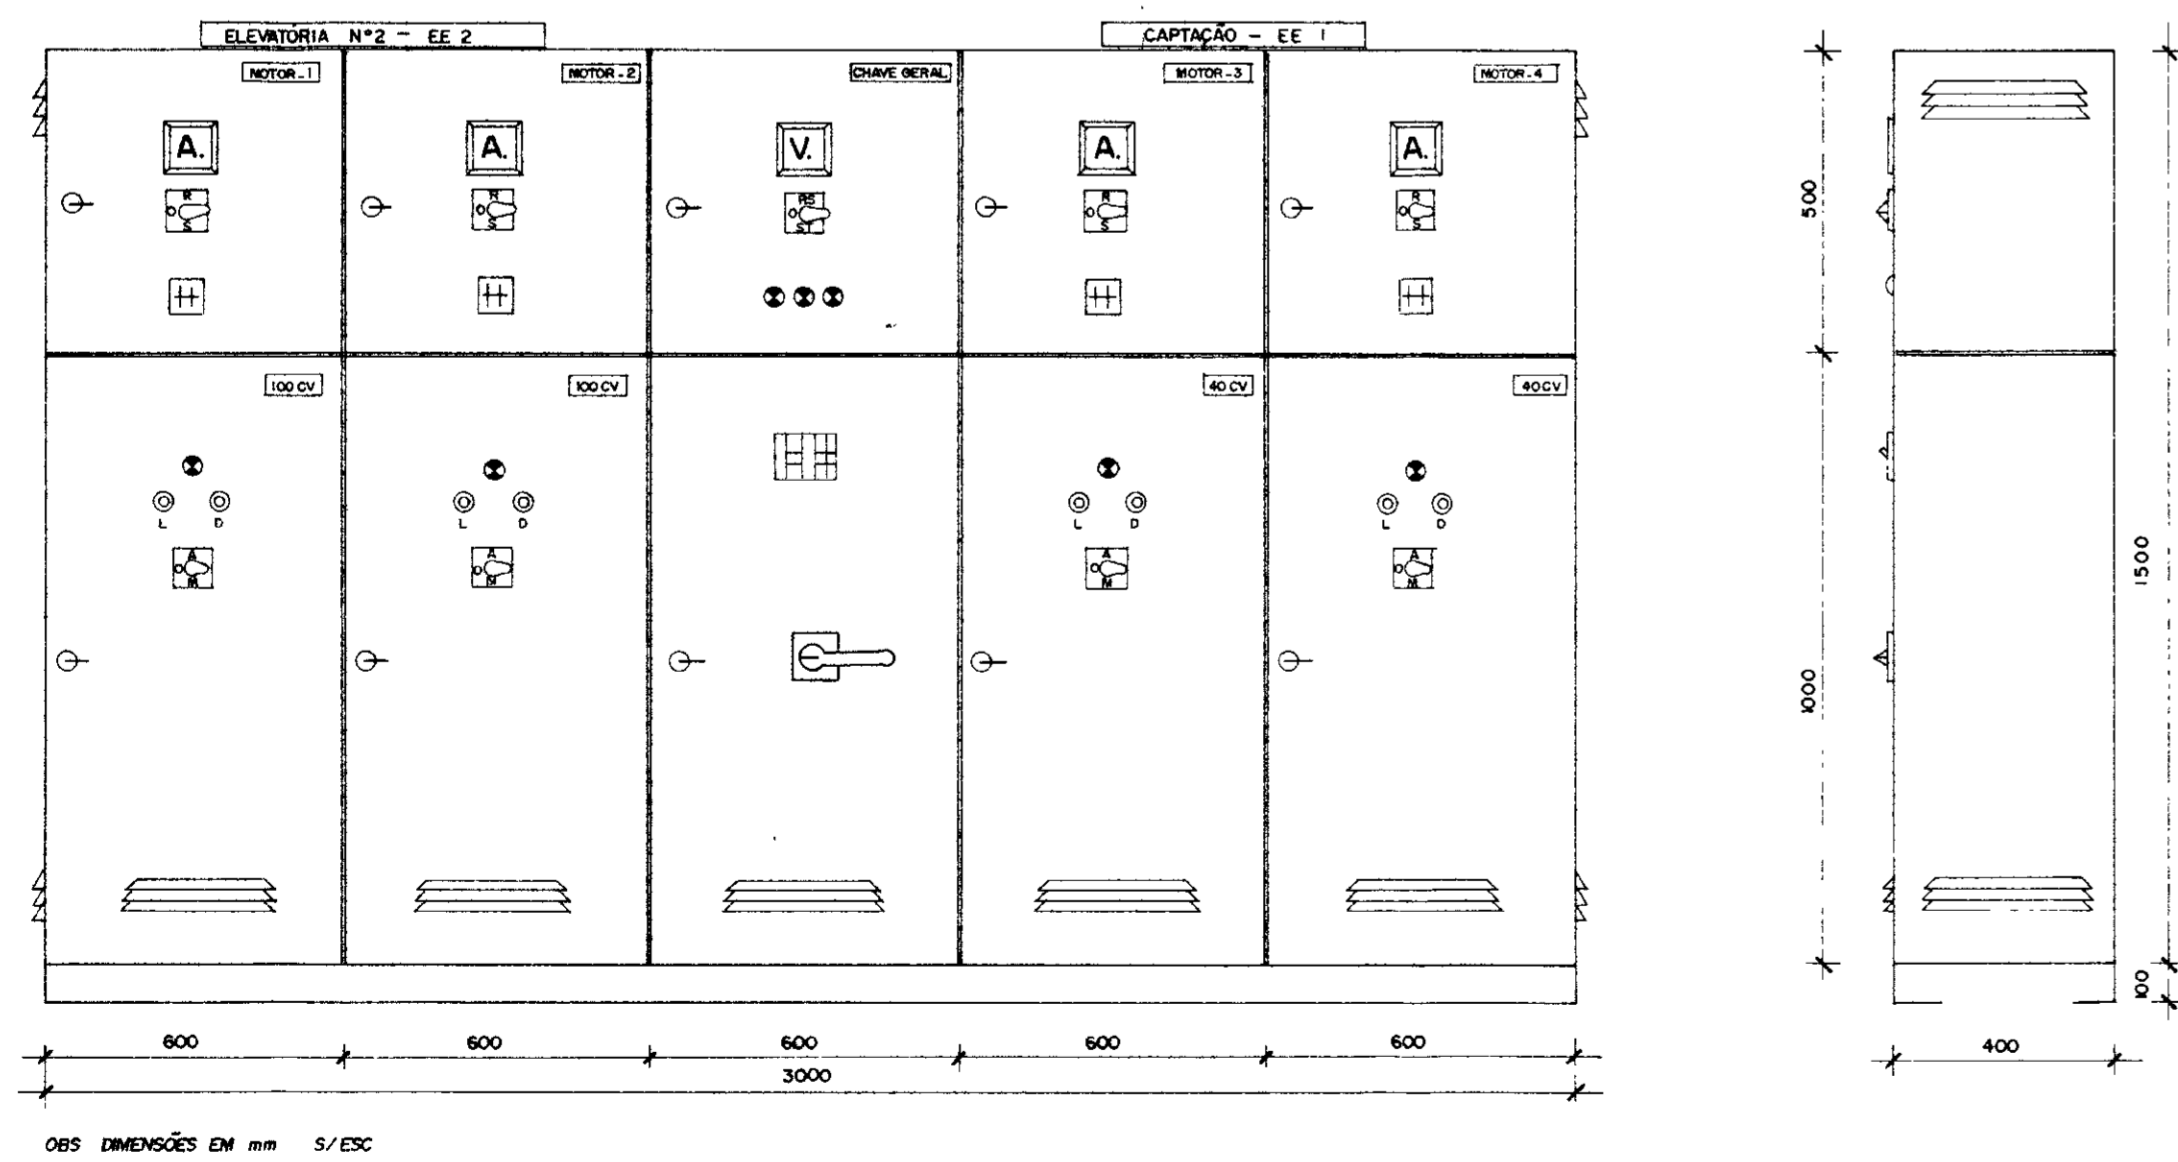 ELEVATÓRIA Nº2 - EE 2
CAPTAÇÃO - EE 1
MOTOR-1
MOTOR-2
CHAVE GERAL
MOTOR-3
MOTOR-4
A.
A.
V.
A.
A.
R
S
R
S
RS
ST
R
S
R
S
500
100 CV
100 CV
40 CV
40 CV
L D
L D
L D
L D
A
M
A
M
A
M
A
M
1000
1500
100
600
600
600
600
600
400
3000
OBS DIMENSÕES EM mm S/ESC